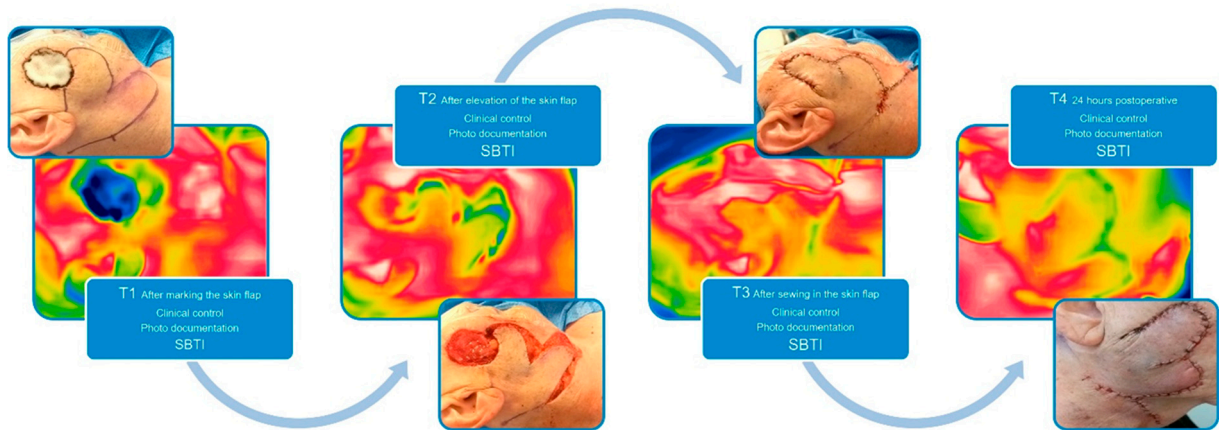 T1 After marking the skin flap
Clinical control
Photo documentation
SBTI
T2 After elevation of the skin flap
Clinical control
Photo documentation
SBTI
T3 After sewing in the skin flap
Clinical control
Photo documentation
SBTI
T4 24 hours postoperative
Clinical control
Photo documentation
SBTI